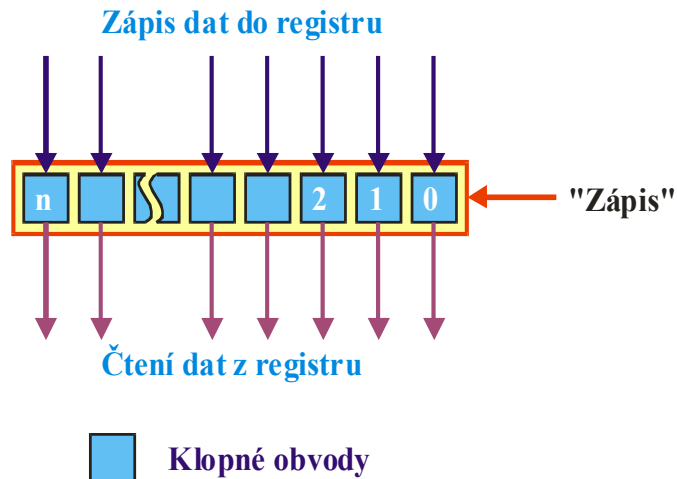 Zápis dat do registru
n 2 1 0
"Zápis"
Čtení dat z registru
Klopné obvody